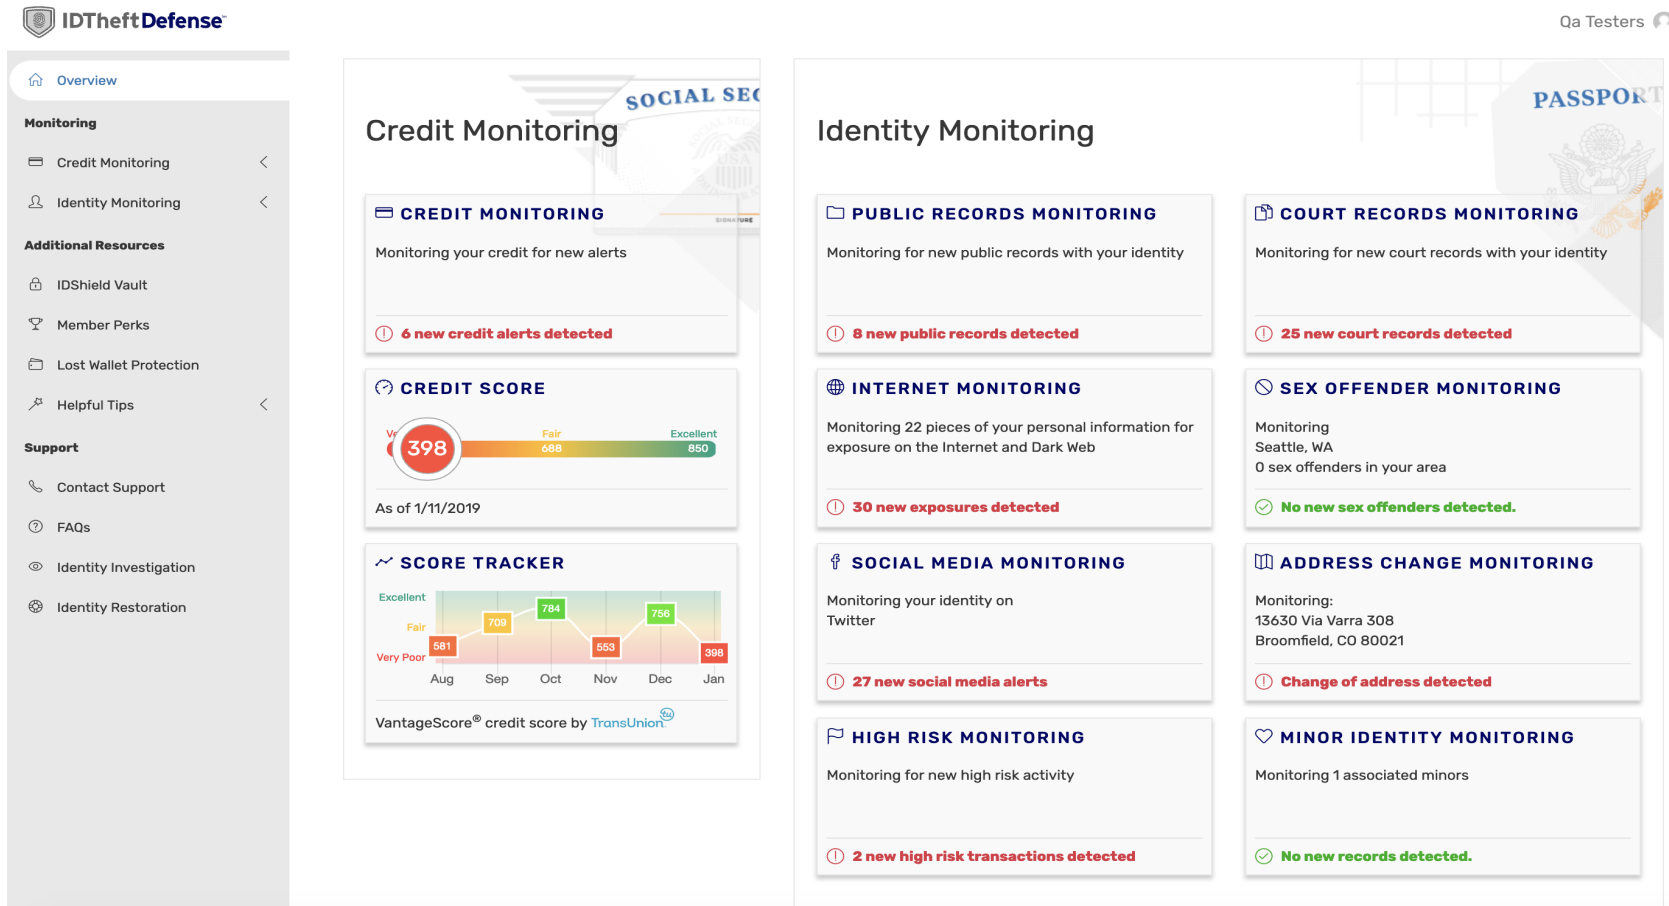 IDTheftDefense
Qa Testers
Overview
Monitoring
Credit Monitoring
Identity Monitoring
Additional Resources
IDShield Vault
Member Perks
Lost Wallet Protection
Helpful Tips
Support
Contact Support
FAQs
Identity Investigation
Identity Restoration
SOCIAL SEC
SIGNATURE
Credit Monitoring
CREDIT MONITORING
Monitoring your credit for new alerts
6 new credit alerts detected
CREDIT SCORE
Fair
Excellent
398
688
850
As of 1/11/2019
SCORE TRACKER
Excellent
Fair
Very Poor
581
709
784
553
756
398
Aug Sep Oct Nov Dec Jan
VantageScore® credit score by TransUnion tu
PASSPORT
Identity Monitoring
PUBLIC RECORDS MONITORING
Monitoring for new public records with your identity
8 new public records detected
COURT RECORDS MONITORING
Monitoring for new court records with your identity
25 new court records detected
INTERNET MONITORING
Monitoring 22 pieces of your personal information for
exposure on the Internet and Dark Web
30 new exposures detected
SEX OFFENDER MONITORING
Monitoring
Seattle, WA
0 sex offenders in your area
No new sex offenders detected.
SOCIAL MEDIA MONITORING
Monitoring your identity on
Twitter
27 new social media alerts
ADDRESS CHANGE MONITORING
Monitoring:
13630 Via Varra 308
Broomfield, CO 80021
Change of address detected
HIGH RISK MONITORING
Monitoring for new high risk activity
2 new high risk transactions detected
MINOR IDENTITY MONITORING
Monitoring 1 associated minors
No new records detected.